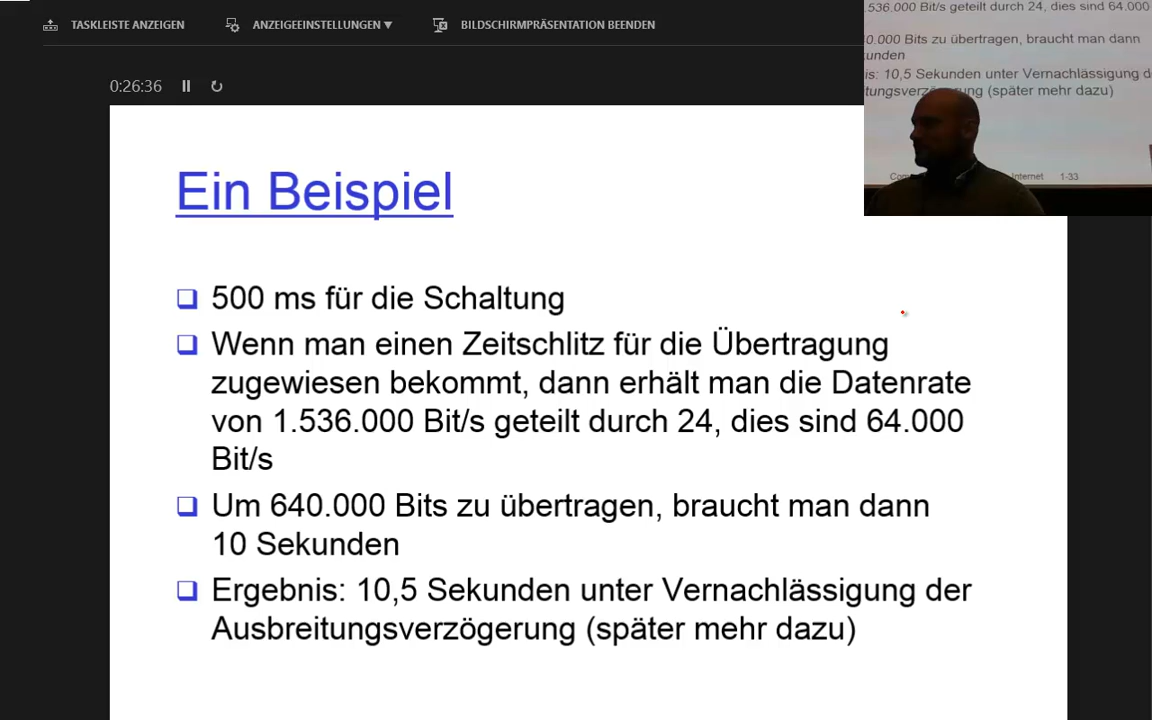 TASKLEISTE ANZEIGEN
ANZEIGEEINSTELLUNGEN ▼
BILDSCHIRMPRÄSENTATION BEENDEN
0:26:36
.536.000 Bit/s geteilt durch 24, dies sind 64.000
0.000 Bits zu übertragen, braucht man dann
unden
is: 10,5 Sekunden unter Vernachlässigung d
(später mehr dazu)
Internet 1-33
Ein Beispiel
500 ms für die Schaltung
Wenn man einen Zeitschlitz für die Übertragung
zugewiesen bekommt, dann erhält man die Datenrate
von 1.536.000 Bit/s geteilt durch 24, dies sind 64.000
Bit/s
Um 640.000 Bits zu übertragen, braucht man dann
10 Sekunden
Ergebnis: 10,5 Sekunden unter Vernachlässigung der
Ausbreitungsverzögerung (später mehr dazu)